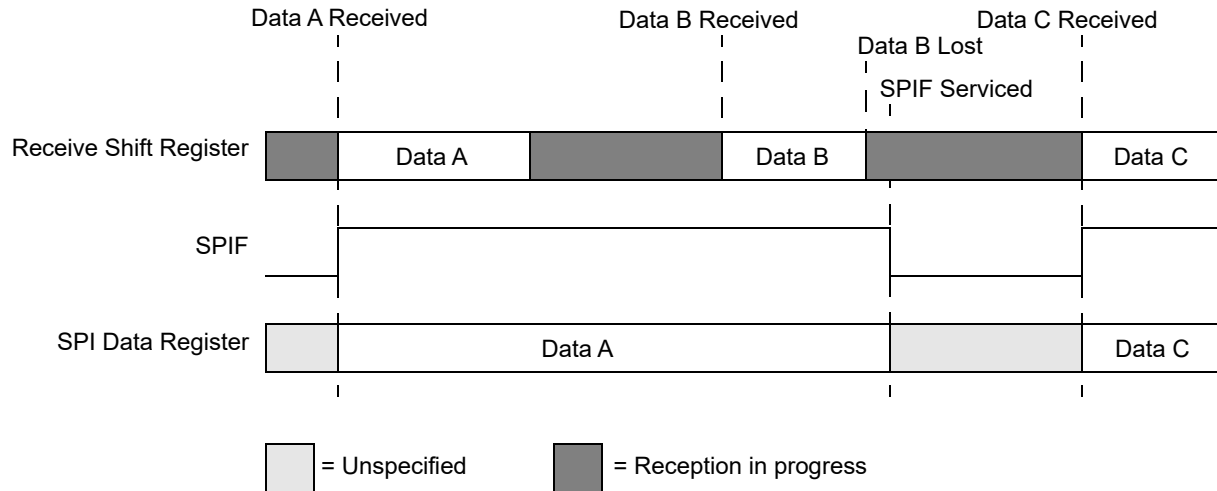 Data A Received
Data B Received
Data C Received
Data B Lost
SPIF Serviced
Receive Shift Register
Data A
Data B
Data C
SPIF
SPI Data Register
Data A
Data C
= Unspecified
= Reception in progress